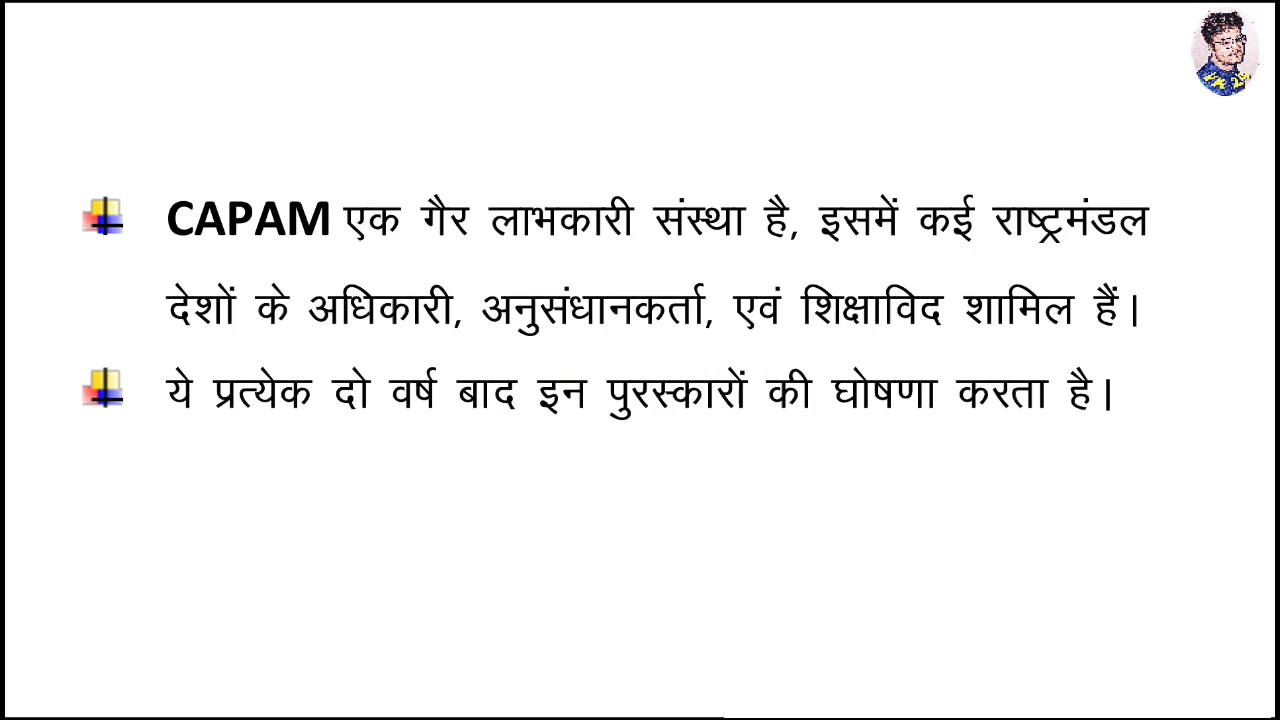 CAPAM एक गैर लाभकारी संस्था है, इसमें कई राष्ट्रमंडल
देशों के अधिकारी, अनुसंधानकर्ता, एवं शिक्षाविद शामिल हैं।
ये प्रत्येक दो वर्ष बाद इन पुरस्कारों की घोषणा करता है।